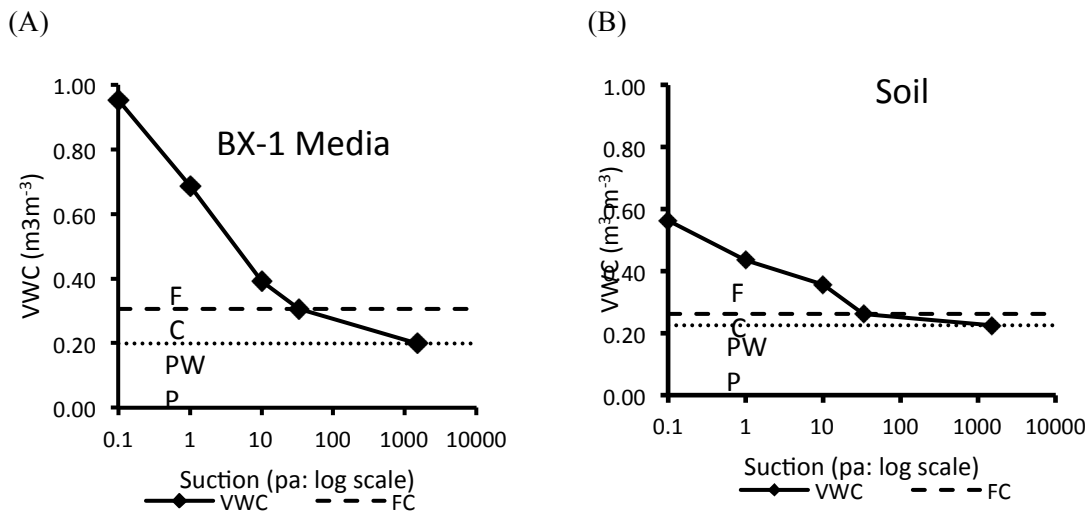 (A)
BX-1 Media
VWC (m3m⁻³)
1.00
0.80
0.60
0.40
0.20
0.00
F
C
PW
P
0.1 1 10 100 1000 10000
Suction (pa: log scale)
VWC FC
(B)
Soil
VWC (m³ m⁻³)
1.00
0.80
0.60
0.40
0.20
0.00
F
C
PW
P
0.1 1 10 100 1000 10000
Suction (pa: log scale)
VWC FC